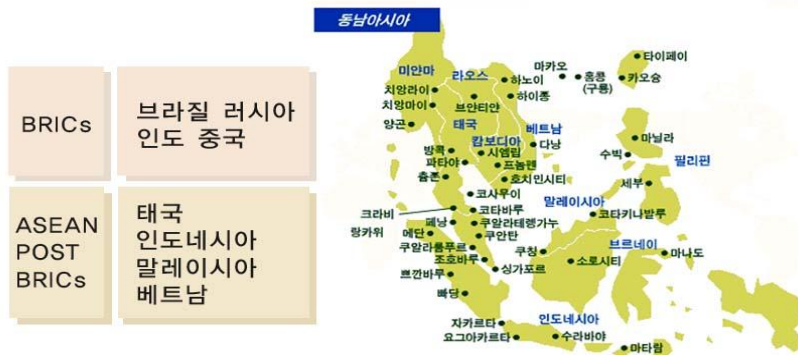 동남아시아
BRICs
브라질 러시아
인도 중국
ASEAN
POST
BRICs
태국
인도네시아
말레이시아
베트남
타이페이
마카오
홍콩
(구룡)
카오슝
미얀마
라오스
하노이
치앙라이
하이퐁
치앙마이
브얀티얀
양곤
태국
베트남
캄보디아
다낭
마닐라
방콕
시엠립
수빅
필리핀
파타야
프놈펜
춤폰
호치민시티
세부
코사무이
말레이시아
크라비
코타바루
코타키나발루
페낭
쿠알라테렝가누
랑카위
메단
쿠안탄
브르네이
쿠알라룸푸르
쿠칭
마나도
조호바루
소로시티
싱가포르
쁘깐바루
빠당
자카르타
인도네시아
요그아카르타
수라바야
마타람